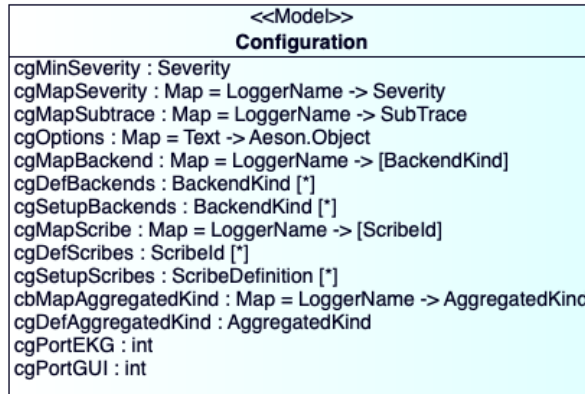 <<Model>>
Configuration
cgMinSeverity : Severity
cgMapSeverity : Map = LoggerName -> Severity
cgMapSubtrace : Map = LoggerName -> SubTrace
cgOptions : Map = Text -> Aeson.Object
cgMapBackend : Map = LoggerName -> [BackendKind]
cgDefBackends : BackendKind [*]
cgSetupBackends : BackendKind [*]
cgMapScribe : Map = LoggerName -> [ScribeId]
cgDefScribes : ScribeId [*]
cgSetupScribes : ScribeDefinition [*]
cbMapAggregatedKind : Map = LoggerName -> AggregatedKind
cgDefAggregatedKind : AggregatedKind
cgPortEKG : int
cgPortGUI : int